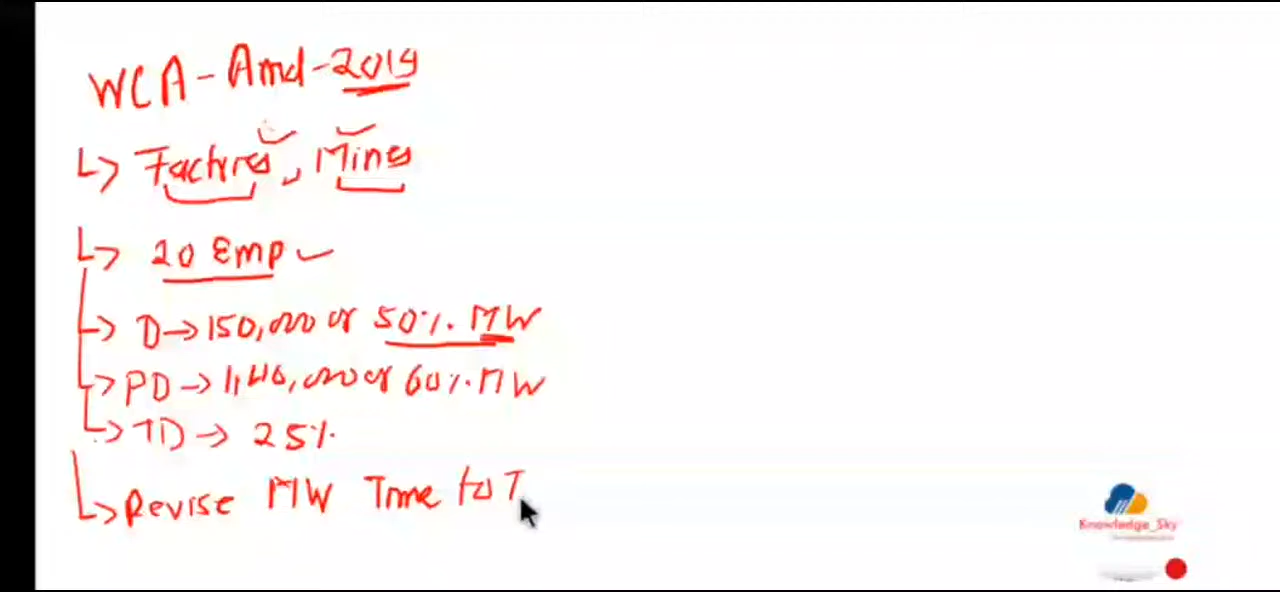 WCA-Amd-2019
↳ Factures, Mines
↳ 20 Emp
→ D → 150,000 or 50%. MW
→ PD → 1,40,000 or 60%. MW
→ TD → 25%.
↳ Revise MW Time to T
Knowledge_Sky